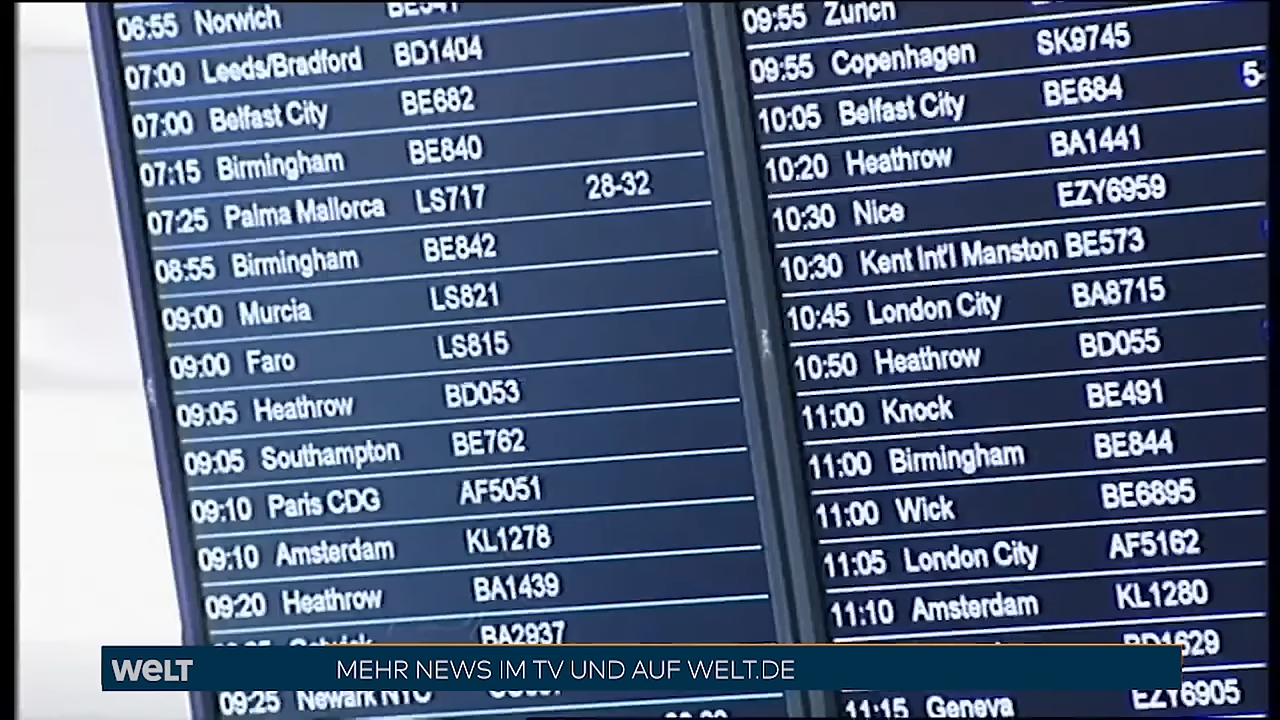 06:55 Norwich BE541
07:00 Leeds/Bradford BD1404
07:00 Belfast City BE682
07:15 Birmingham BE840
07:25 Palma Mallorca LS717 28-32
08:55 Birmingham BE842
09:00 Murcia LS821
09:00 Faro LS815
09:05 Heathrow BD053
09:05 Southampton BE762
09:10 Paris CDG AF5051
09:10 Amsterdam KL1278
09:20 Heathrow BA1439
BA2937
09:25 Newark NYC
09:55 Zurich
09:55 Copenhagen SK9745
10:05 Belfast City BE684 5-
10:20 Heathrow BA1441
10:30 Nice EZY6959
10:30 Kent Int'l Manston BE573
10:45 London City BA8715
10:50 Heathrow BD055
11:00 Knock BE491
11:00 Birmingham BE844
11:00 Wick BE6895
11:05 London City AF5162
11:10 Amsterdam KL1280
BD1629
11:15 Geneva EZY6905
WELT MEHR NEWS IM TV UND AUF WELT.DE